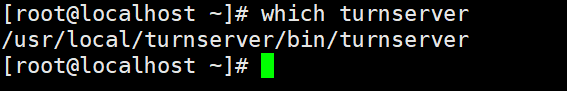 [root@localhost ~]# which turnserver
/usr/local/turnserver/bin/turnserver
[root@localhost ~]#